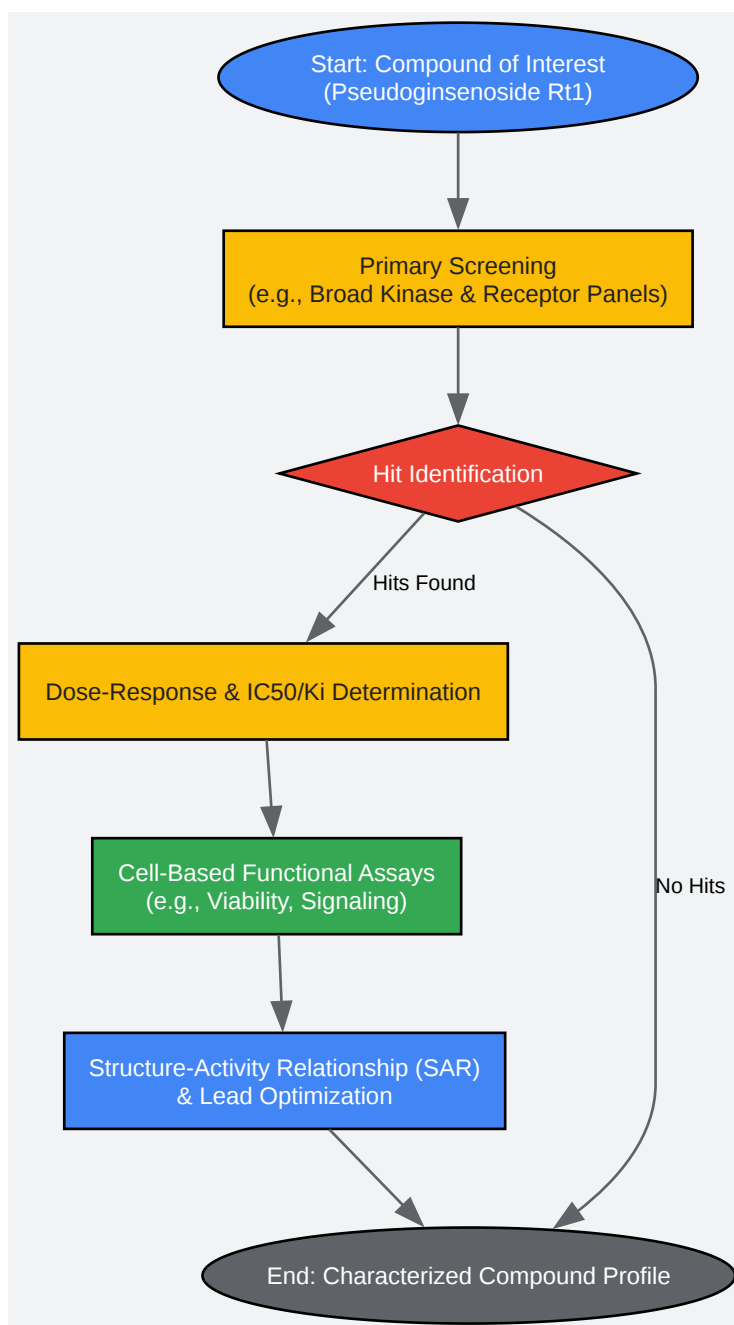 Start: Compound of Interest
(Pseudoginsenoside Rt1)
Primary Screening
(e.g., Broad Kinase & Receptor Panels)
Hit Identification
Hits Found
Dose-Response & IC50/Ki Determination
Cell-Based Functional Assays
(e.g., Viability, Signaling)
No Hits
Structure-Activity Relationship (SAR)
& Lead Optimization
End: Characterized Compound Profile